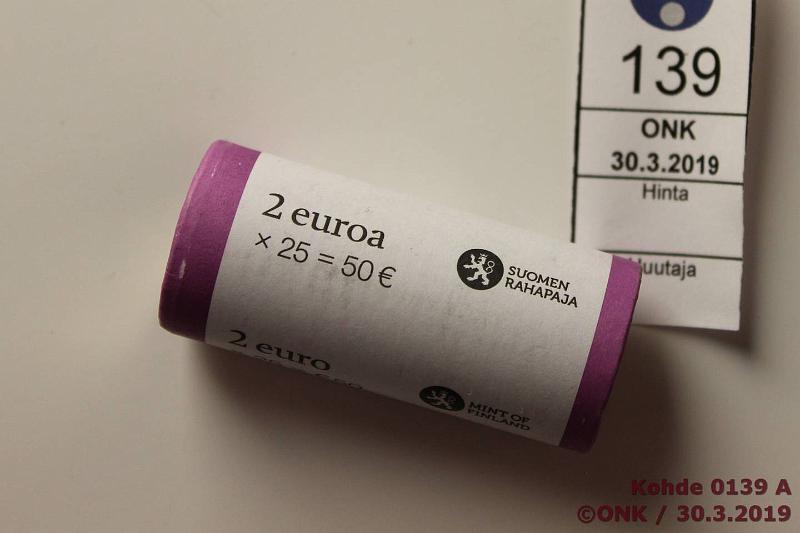 139
ONK
30.3.2019
Hinta
2 euroa
× 25 = 50 €
SUOMEN
RAHAPAJA
2 euro
MINT OF
FINLAND
Kohde 0139 A
©ONK / 30.3.2019